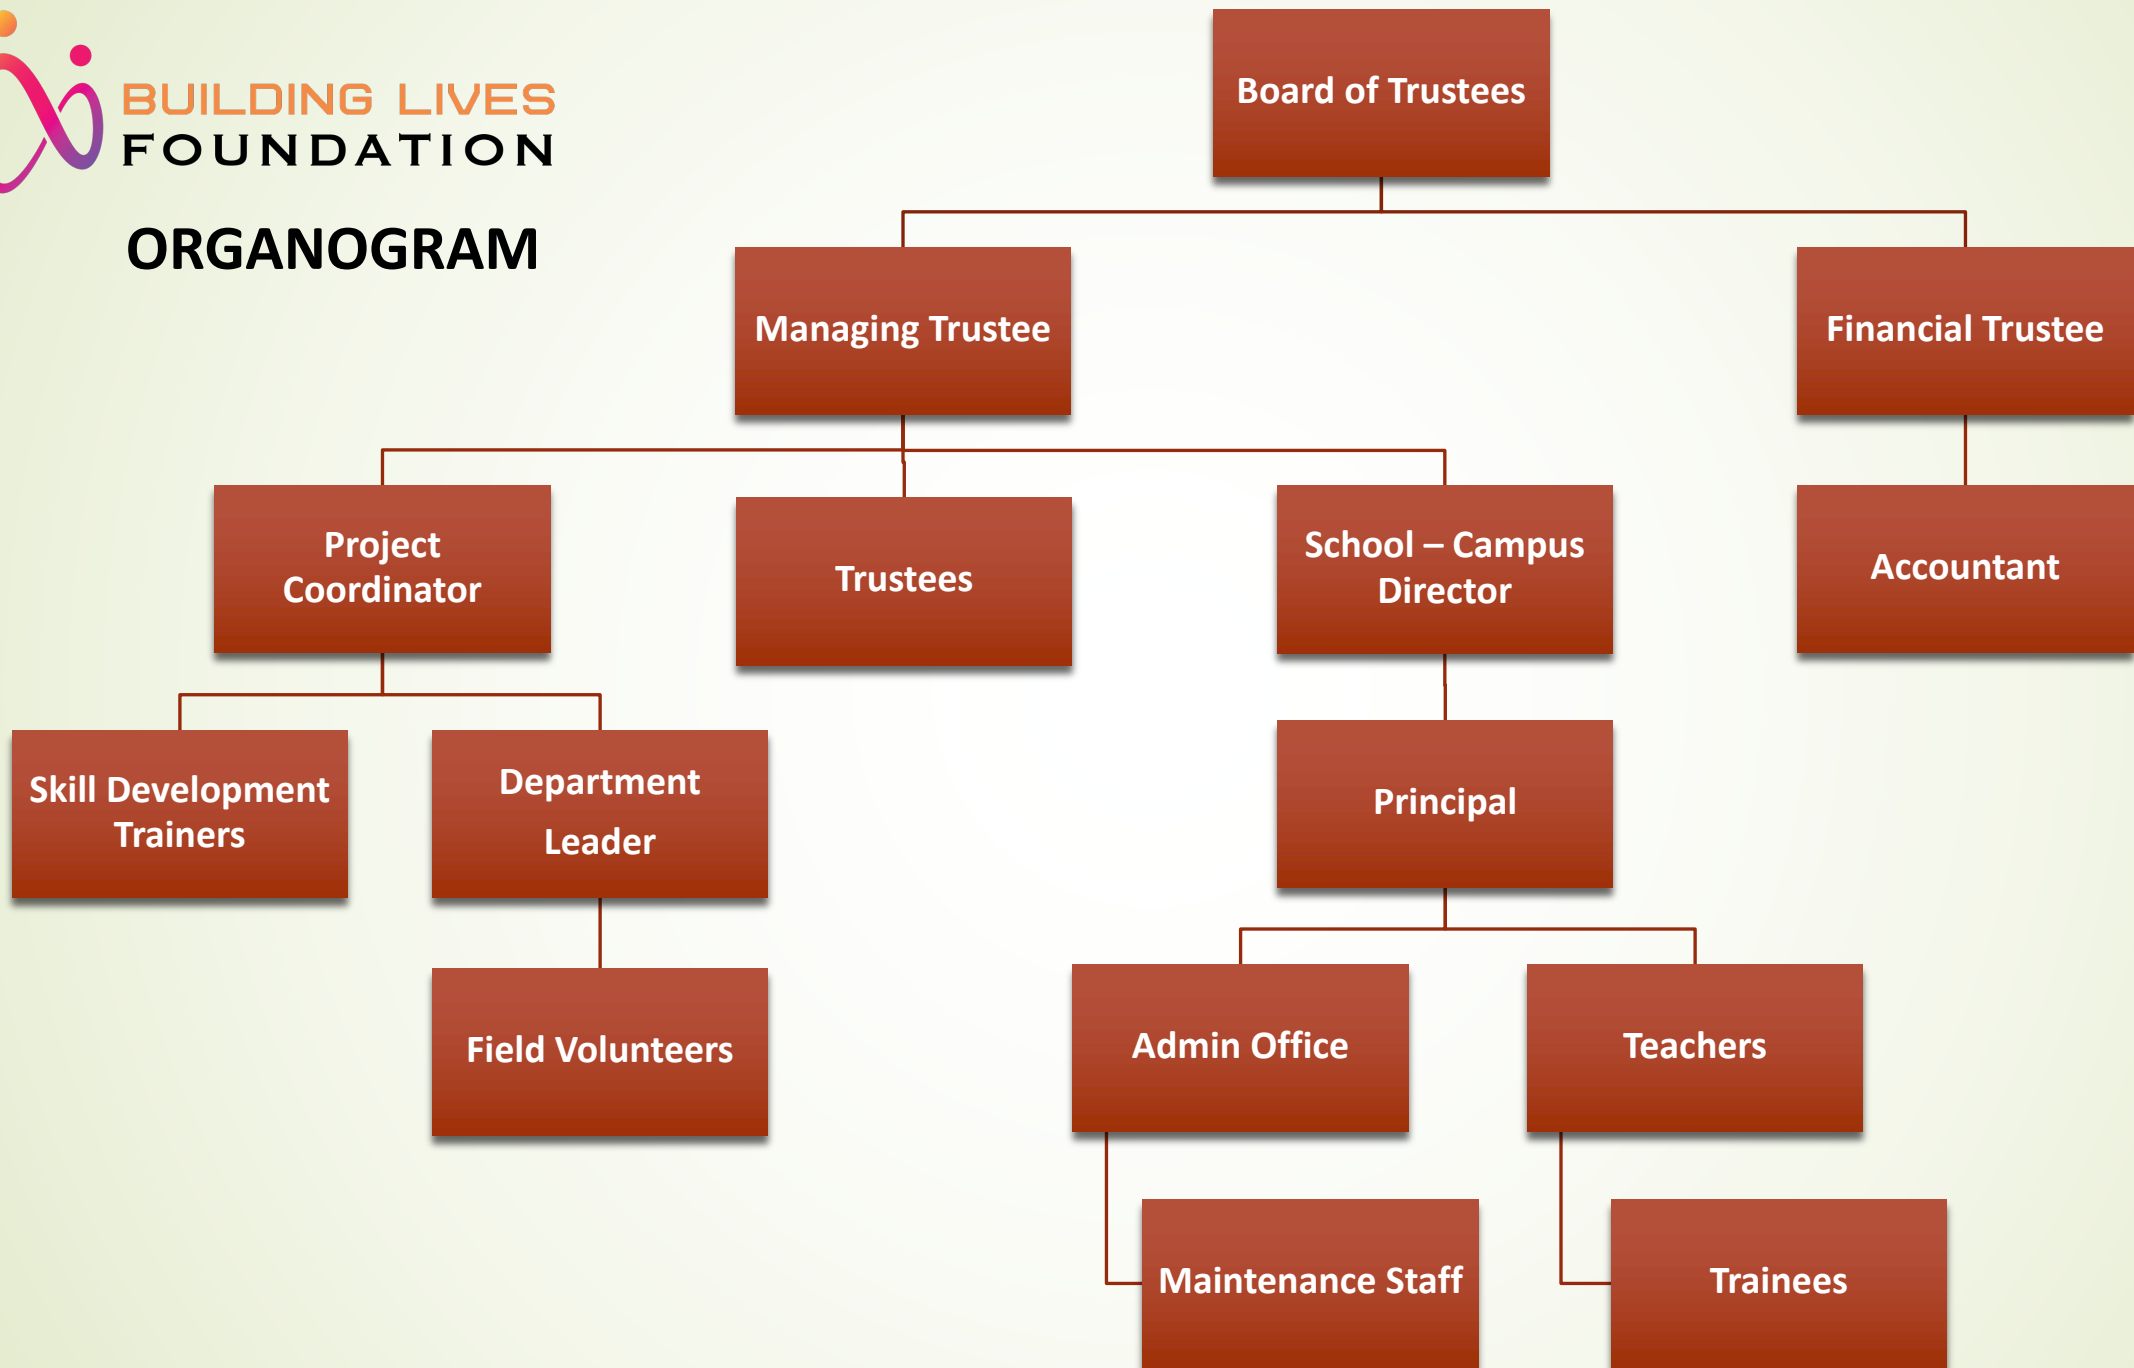 BUILDING LIVES
FOUNDATION
ORGANOGRAM
Board of Trustees
Managing Trustee
Financial Trustee
Project
Coordinator
Trustees
School – Campus
Director
Accountant
Skill Development
Trainers
Department
Leader
Principal
Field Volunteers
Admin Office
Teachers
Maintenance Staff
Trainees